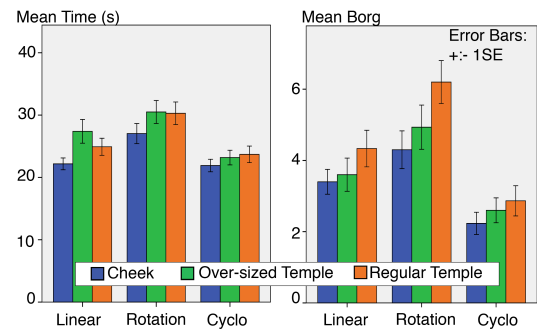 Mean Time (s)
40
30
20
10
0
Linear Rotation Cyclo
Mean Borg
Error Bars:
+:- 1SE
6
4
2
0
Linear Rotation Cyclo
Cheek Over-sized Temple Regular Temple